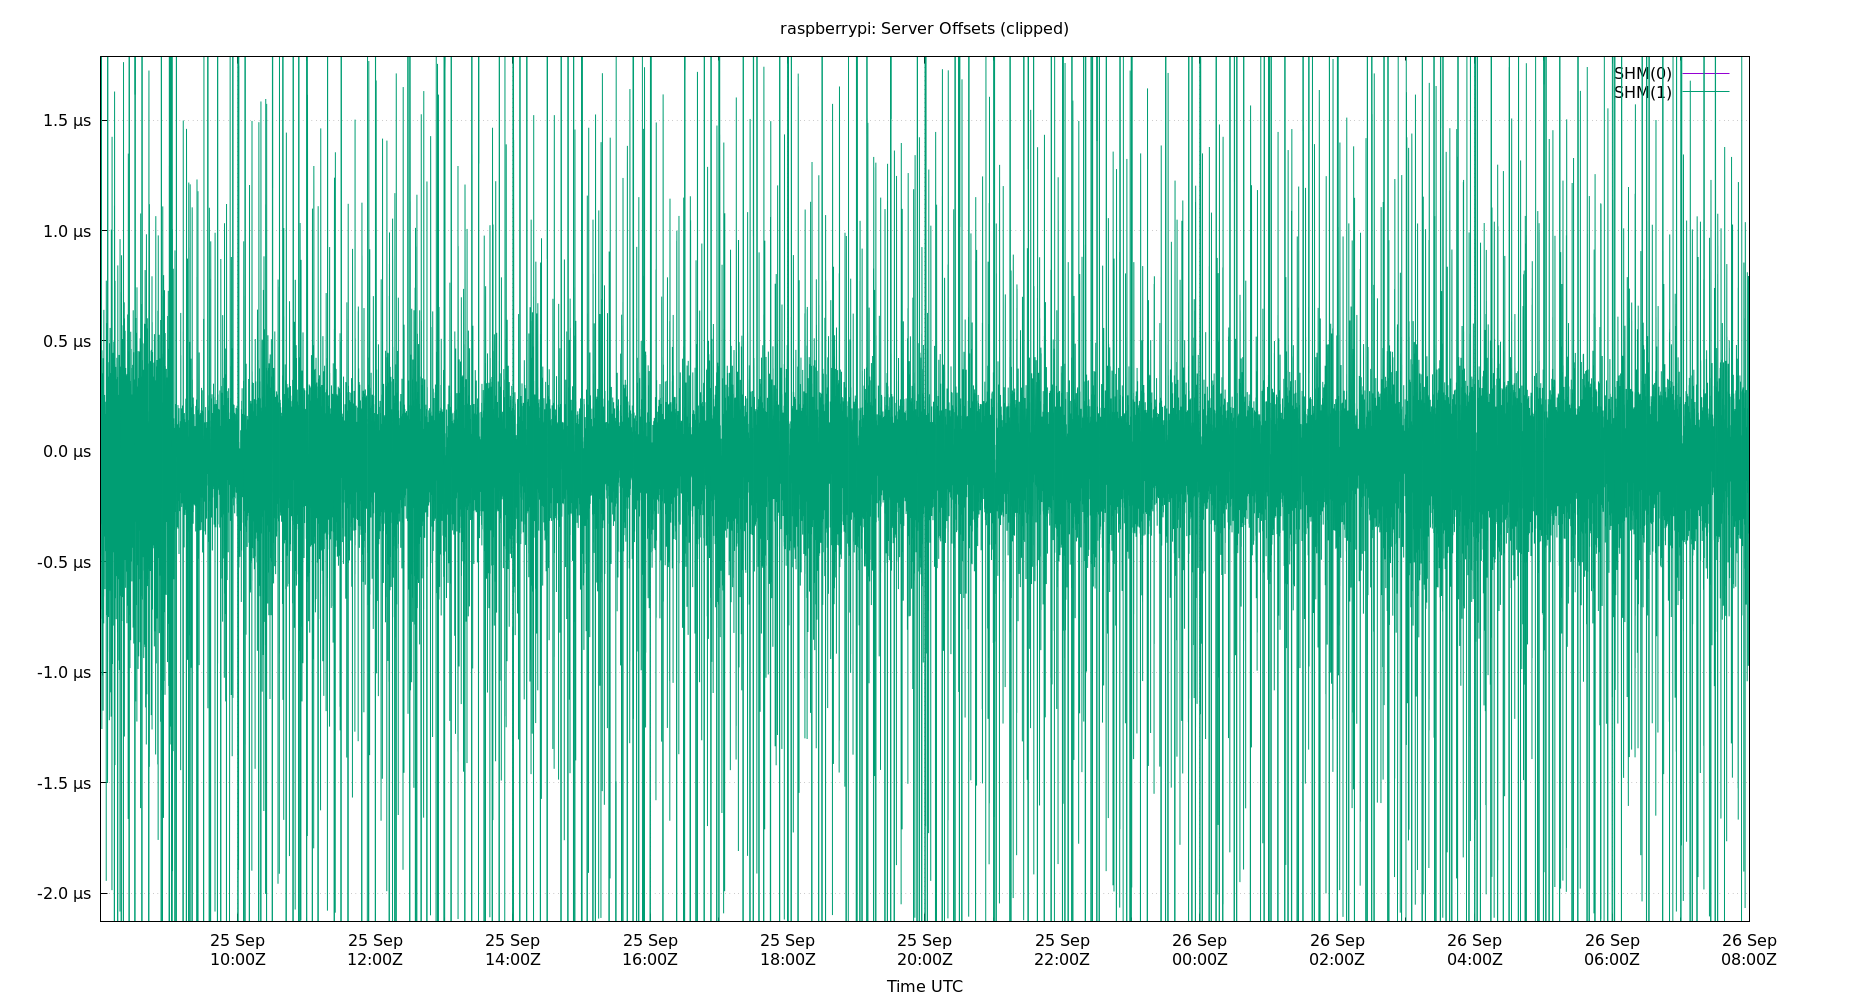 raspberrypi: Server Offsets (clipped)
SHM(0)
SHM(1)
1.5 µs
1.0 µs
0.5 µs
0.0 µs
-0.5 µs
-1.0 µs
-1.5 µs
-2.0 µs
25 Sep 25 Sep 25 Sep 25 Sep 25 Sep 25 Sep 25 Sep 26 Sep 26 Sep 26 Sep 26 Sep 26 Sep
10:00Z 12:00Z 14:00Z 16:00Z 18:00Z 20:00Z 22:00Z 00:00Z 02:00Z 04:00Z 06:00Z 08:00Z
Time UTC